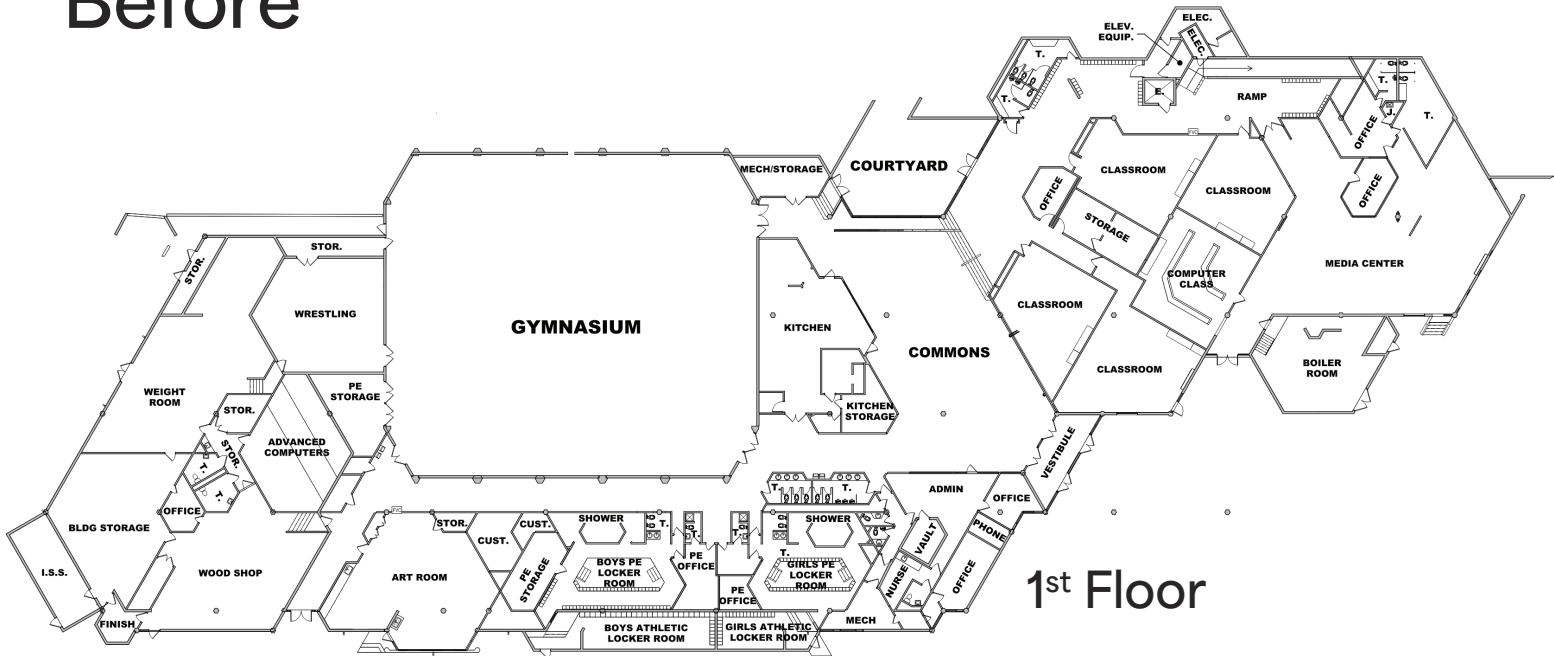 Before
ELEC.
ELEV.
EQUIP.
ELEC.
T.
T.
E.
RAMP
T.
J.
T.
OFFICE
COURTYARD
MECH/STORAGE
CLASSROOM
CLASSROOM
OFFICE
OFFICE
STORAGE
STOR.
STOR.
MEDIA CENTER
COMPUTER
CLASS
WRESTLING
GYMNASIUM
KITCHEN
CLASSROOM
COMMONS
BOILER
ROOM
CLASSROOM
WEIGHT
ROOM
PE
STORAGE
STOR.
KITCHEN
STORAGE
ADVANCED
COMPUTERS
STOR.
T.
T.
VESTIBULE
ADMIN
T.
T.
OFFICE
OFFICE
BLDG STORAGE
STOR.
CUST.
SHOWER
T.
T.
T.
SHOWER
PHONE
CUST.
VAULT
T.
I.S.S.
WOOD SHOP
ART ROOM
PE
STORAGE
BOYS PE
LOCKER
ROOM
PE
OFFICE
GIRLS PE
LOCKER
ROOM
NURSE
OFFICE
PE
OFFICE
1st Floor
FINISH
BOYS ATHLETIC
LOCKER ROOM
GIRLS ATHLETIC
LOCKER ROOM
MECH